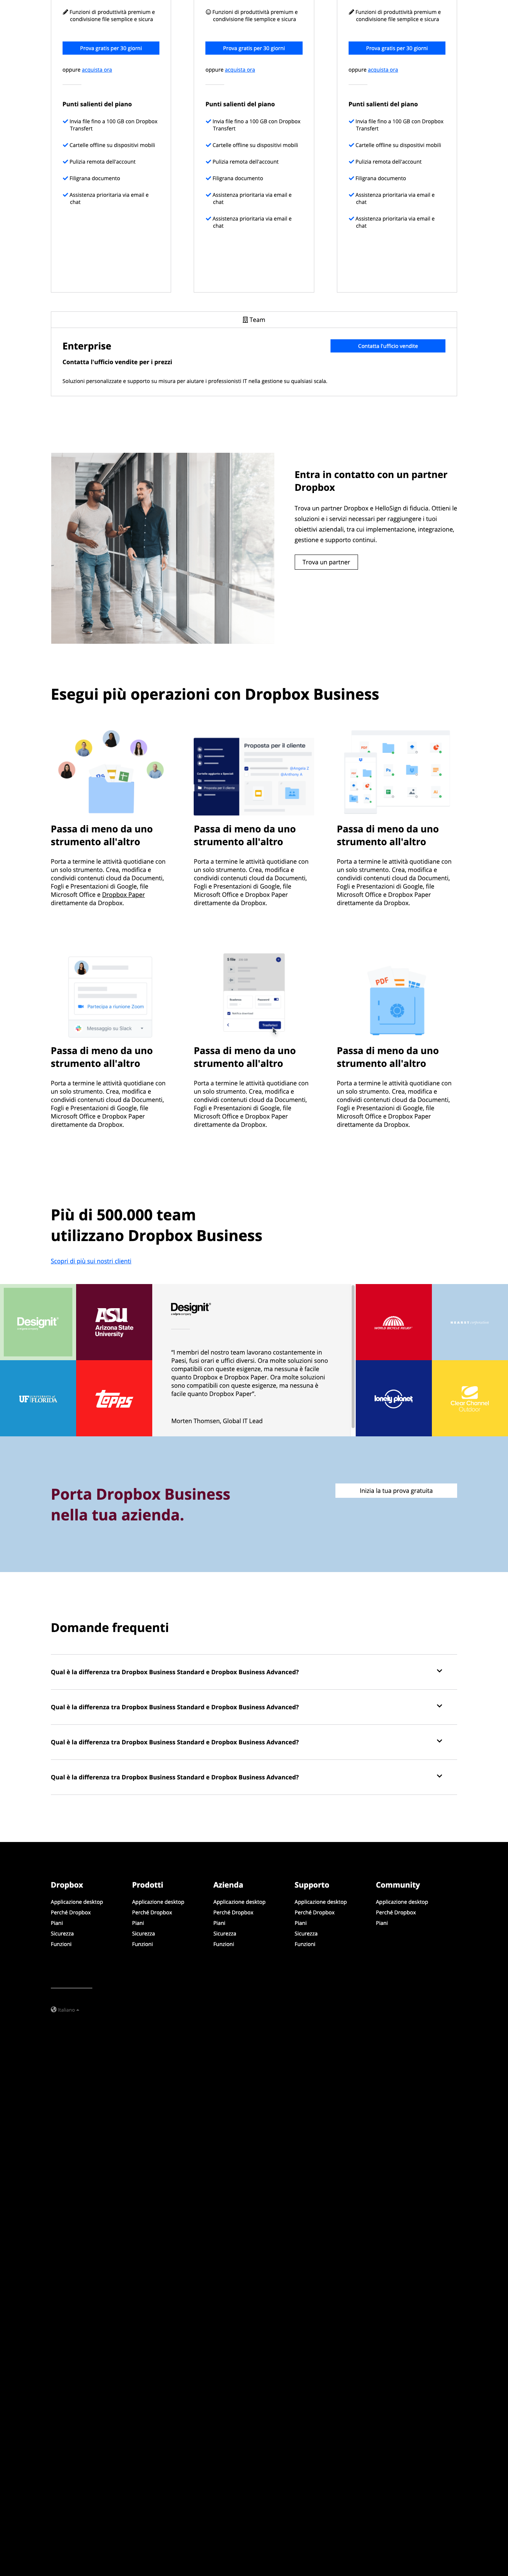 Funzioni di produttività premium e
condivisione file semplice e sicura
Prova gratis per 30 giorni
oppure acquista ora
Punti salienti del piano
Invia file fino a 100 GB con Dropbox
Transfert
Cartelle offline su dispositivi mobili
Pulizia remota dell'account
Filigrana documento
Assistenza prioritaria via email e
chat
Funzioni di produttività premium e
condivisione file semplice e sicura
Prova gratis per 30 giorni
oppure acquista ora
Punti salienti del piano
Invia file fino a 100 GB con Dropbox
Transfert
Cartelle offline su dispositivi mobili
Pulizia remota dell'account
Filigrana documento
Assistenza prioritaria via email e
chat
Assistenza prioritaria via email e
chat
Funzioni di produttività premium e
condivisione file semplice e sicura
Prova gratis per 30 giorni
oppure acquista ora
Punti salienti del piano
Invia file fino a 100 GB con Dropbox
Transfert
Cartelle offline su dispositivi mobili
Pulizia remota dell'account
Filigrana documento
Assistenza prioritaria via email e
chat
Assistenza prioritaria via email e
chat
Team
Enterprise
Contatta l'ufficio vendite
Contatta l'ufficio vendite per i prezzi
Soluzioni personalizzate e supporto su misura per aiutare i professionisti IT nella gestione su qualsiasi scala.
Entra in contatto con un partner
Dropbox
Trova un partner Dropbox e HelloSign di fiducia. Ottieni le
soluzioni e i servizi necessari per raggiungere i tuoi
obiettivi aziendali, tra cui implementazione, integrazione,
gestione e supporto continui.
Trova un partner
Esegui più operazioni con Dropbox Business
Passa di meno da uno
strumento all'altro
Porta a termine le attività quotidiane con
un solo strumento. Crea, modifica e
condividi contenuti cloud da Documenti,
Fogli e Presentazioni di Google, file
Microsoft Office e Dropbox Paper
direttamente da Dropbox.
Proposta per il cliente
Cartelle aggiunte a Speciali
Proposta per il cliente
@Angela Z
@Anthony A
Passa di meno da uno
strumento all'altro
Porta a termine le attività quotidiane con
un solo strumento. Crea, modifica e
condividi contenuti cloud da Documenti,
Fogli e Presentazioni di Google, file
Microsoft Office e Dropbox Paper
direttamente da Dropbox.
PDF
Passa di meno da uno
strumento all'altro
Porta a termine le attività quotidiane con
un solo strumento. Crea, modifica e
condividi contenuti cloud da Documenti,
Fogli e Presentazioni di Google, file
Microsoft Office e Dropbox Paper
direttamente da Dropbox.
Partecipa a riunione Zoom
Messaggio su Slack
Passa di meno da uno
strumento all'altro
Porta a termine le attività quotidiane con
un solo strumento. Crea, modifica e
condividi contenuti cloud da Documenti,
Fogli e Presentazioni di Google, file
Microsoft Office e Dropbox Paper
direttamente da Dropbox.
Password
Trasferisci
Passa di meno da uno
strumento all'altro
Porta a termine le attività quotidiane con
un solo strumento. Crea, modifica e
condividi contenuti cloud da Documenti,
Fogli e Presentazioni di Google, file
Microsoft Office e Dropbox Paper
direttamente da Dropbox.
PDF
Passa di meno da uno
strumento all'altro
Porta a termine le attività quotidiane con
un solo strumento. Crea, modifica e
condividi contenuti cloud da Documenti,
Fogli e Presentazioni di Google, file
Microsoft Office e Dropbox Paper
direttamente da Dropbox.
Più di 500.000 team
utilizzano Dropbox Business
Scopri di più sui nostri clienti
Designit
ASU
Arizona State
University
UF FLORIDA
Topps
Designit
"I membri del nostro team lavorano costantemente in
Paesi, fusi orari e uffici diversi. Ora molte soluzioni sono
compatibili con queste esigenze, ma nessuna è facile
quanto Dropbox e Dropbox Paper. Ora molte soluzioni
sono compatibili con queste esigenze, ma nessuna è
facile quanto Dropbox Paper".
Morten Thomsen, Global IT Lead
WORLD BICYCLE RELIEF
lonely planet
Clear Channel
Outdoor
Porta Dropbox Business
nella tua azienda.
Inizia la tua prova gratuita
Domande frequenti
Qual è la differenza tra Dropbox Business Standard e Dropbox Business Advanced?
Qual è la differenza tra Dropbox Business Standard e Dropbox Business Advanced?
Qual è la differenza tra Dropbox Business Standard e Dropbox Business Advanced?
Qual è la differenza tra Dropbox Business Standard e Dropbox Business Advanced?
Dropbox
Applicazione desktop
Perché Dropbox
Piani
Sicurezza
Funzioni
Prodotti
Applicazione desktop
Perché Dropbox
Piani
Sicurezza
Funzioni
Azienda
Applicazione desktop
Perché Dropbox
Piani
Sicurezza
Funzioni
Supporto
Applicazione desktop
Perché Dropbox
Piani
Sicurezza
Funzioni
Community
Applicazione desktop
Perché Dropbox
Piani
Italiano